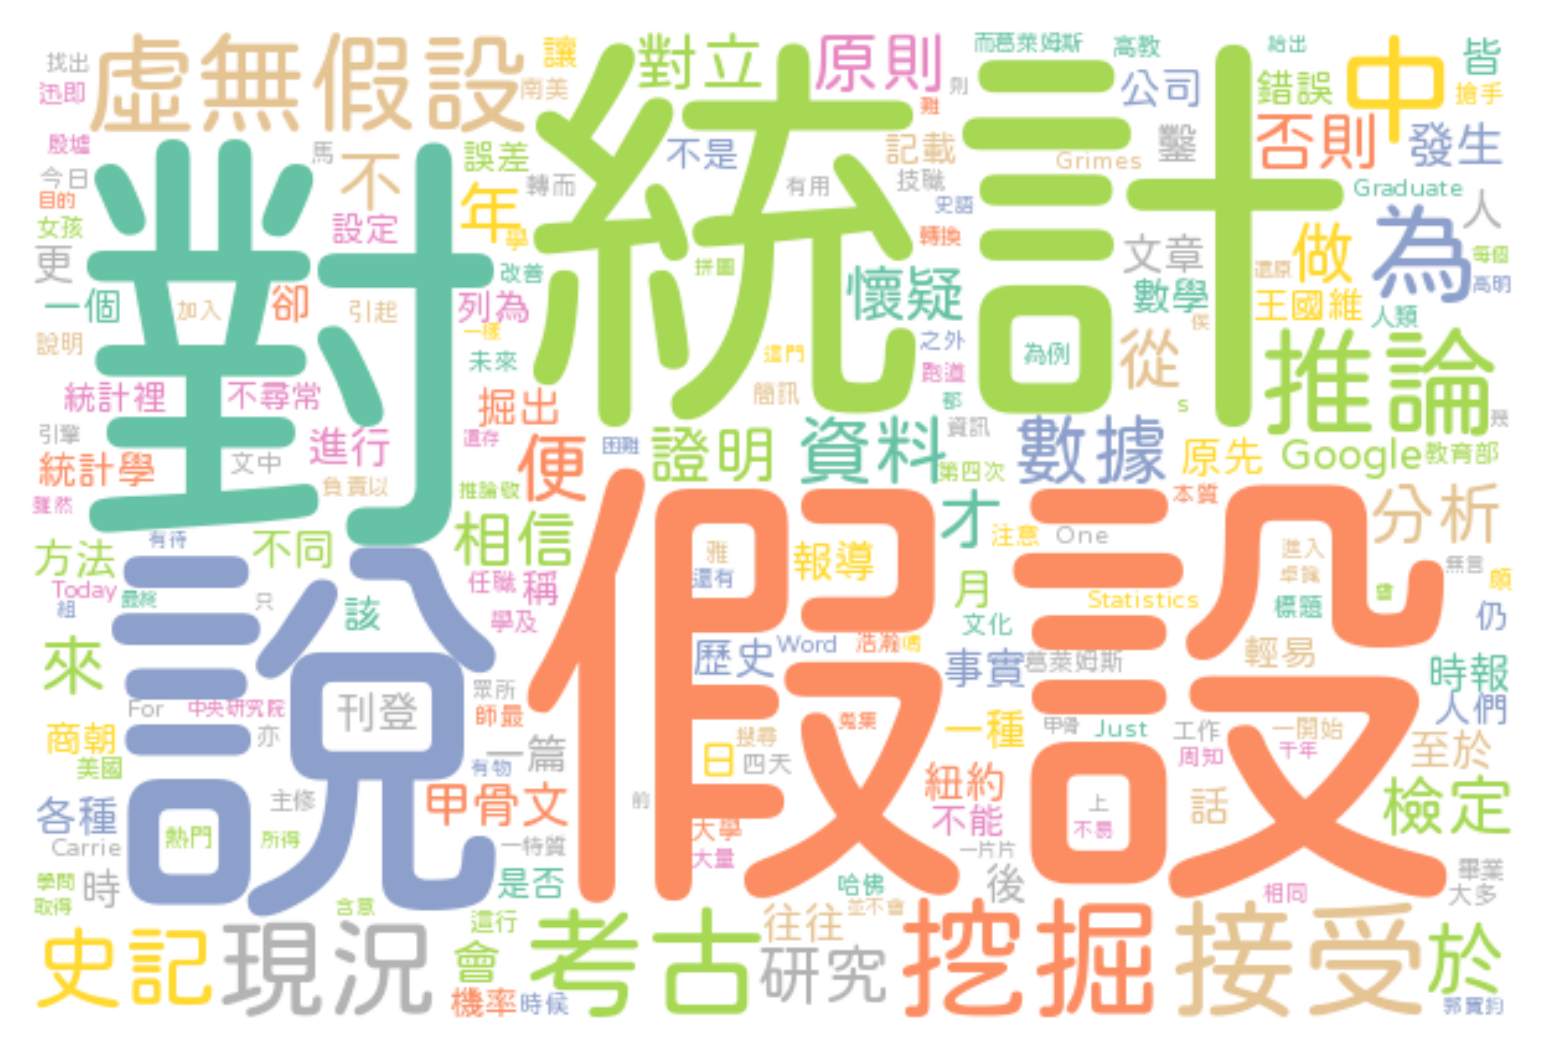 找出
虛無假設
讓
對立
原則
而葛萊姆斯
高教
給出
皆
迅即
南美
統計
則
公司
錯誤
中
搶手
殷墟
馬
不
誤差
轉而
不是
有用
難
記載
技職
Grimes
鑿
否則
發生
今日
目的
女孩
對
設定
年
學
史語
轉換
Graduate
人
更
改善
拼圖
懷疑
文章
做
還原
為
每個
高明
一個
加入
卻
引起
列為
一樣
數學
王國維
人類
侯
說明
未來
這門
之外
為例
從
統計裡
不尋常
掘出
簡訊
跑道
都
s
推論
引擎
進行
還存
困難
證明
資料
資訊
數據
原先
Google
教育部
統計學
文中
負責以
便
推論敬
第四次
本質
雖然
有待
不同
相信
假設
才
注意
One
分析
方法
雅
報導
進入
無言
Today
最終
只
該
任職
稱
還有
月
Statistics
標題
會
頗
組
說
學及
文化
仍
來
歷史
Word
浩瀚
事實
葛萊姆斯
輕易
時報
For
中央研究院
刊登
眾所
師最
蒐集
一種
甲骨
Just
工作
一開始
人們
商朝
亦
一篇
搜尋
周知
千年
至於
美國
有物
日
四天
紐約
各種
主修
甲骨文
前
不能
上
不易
話
檢定
Carrie
熱門
所得
一特質
大學
大量
一片片
畢業
學問
取得
時
含意
是否
哈佛
並不會
後
相同
大多
史記
現況
這行
會
機率
時候
考古
往往
研究
挖掘
接受
於
郭寶鈞